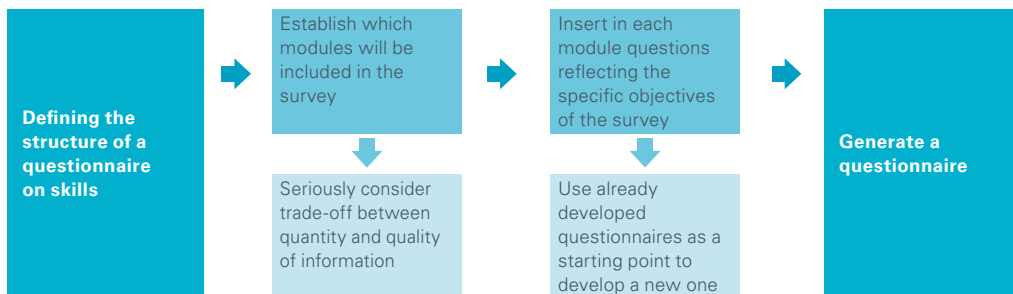 Defining the
structure of a
questionnaire
on skills
Establish which
modules will be
included in the
survey
Seriously consider
trade-off between
quantity and quality
of information
Insert in each
module questions
reflecting the
specific objectives
of the survey
Use already
developed
questionnaires as a
starting point to
develop a new one
Generate a
questionnaire